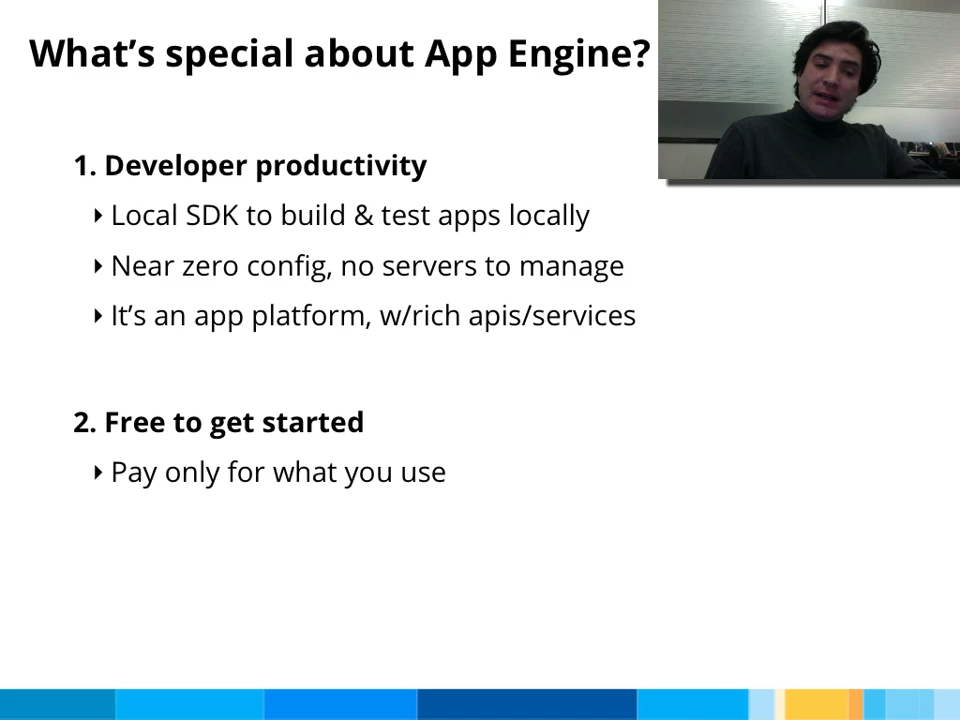 What’s special about App Engine?
1. Developer productivity
Local SDK to build & test apps locally
Near zero config, no servers to manage
It’s an app platform, w/rich apis/services
2. Free to get started
Pay only for what you use